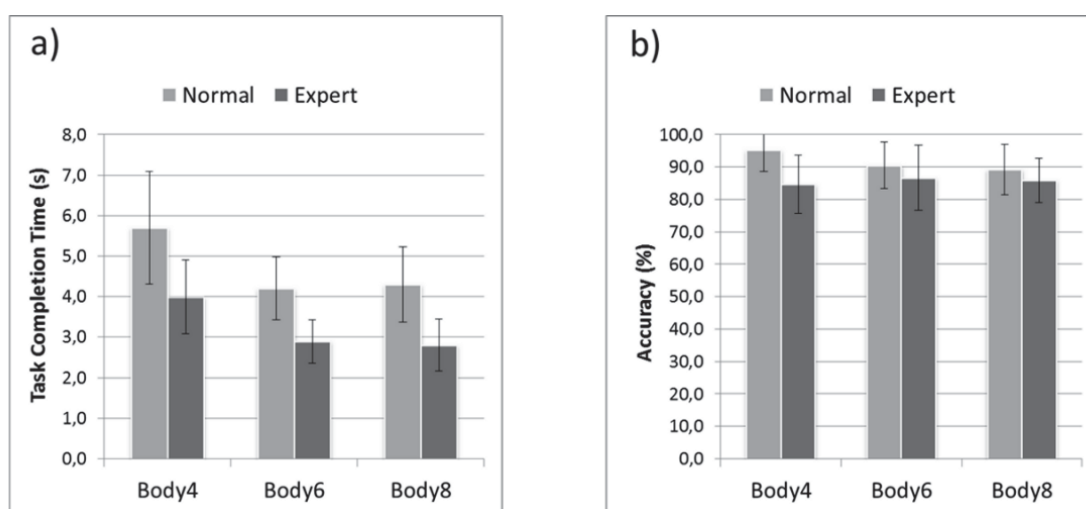 a)
Normal Expert
Task Completion Time (s)
8,0
7,0
6,0
5,0
4,0
3,0
2,0
1,0
0,0
Body4 Body6 Body8
b)
Normal Expert
Accuracy (%)
100,0
90,0
80,0
70,0
60,0
50,0
40,0
30,0
20,0
10,0
0,0
Body4 Body6 Body8